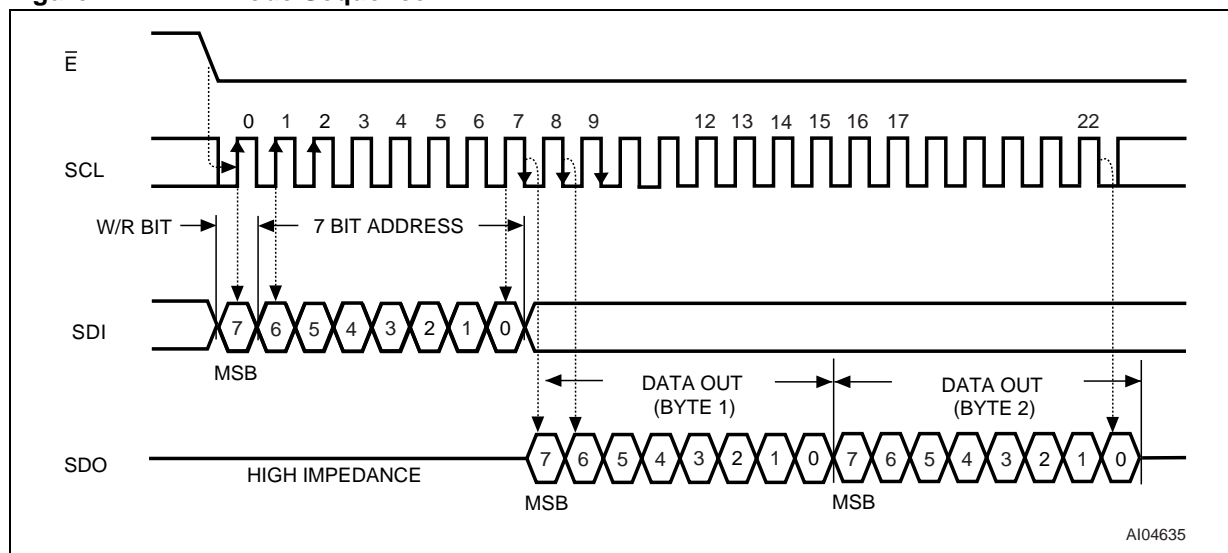 E̅
0 1 2 3 4 5 6 7 8 9 12 13 14 15 16 17 22
SCL
W/R BIT 7 BIT ADDRESS
SDI 7 6 5 4 3 2 1 0
MSB
DATA OUT
(BYTE 1)
DATA OUT
(BYTE 2)
SDO 7 6 5 4 3 2 1 0 7 6 5 4 3 2 1 0
HIGH IMPEDANCE
MSB MSB
AI04635